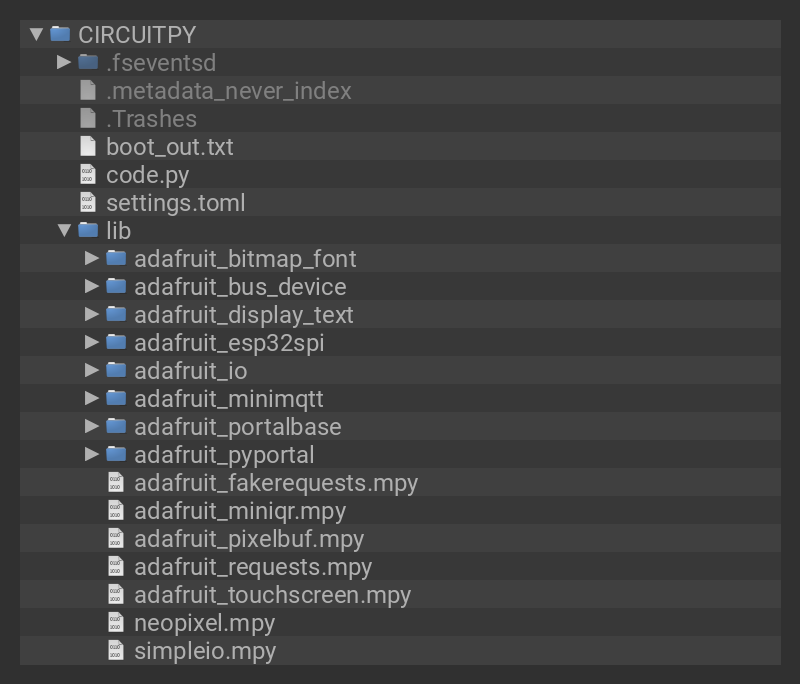 CIRCUITPY
.fseventsd
.metadata_never_index
.Trashes
boot_out.txt
code.py
settings.toml
lib
adafruit_bitmap_font
adafruit_bus_device
adafruit_display_text
adafruit_esp32spi
adafruit_io
adafruit_minimqtt
adafruit_portalbase
adafruit_pyportal
adafruit_fakerequests.mpy
adafruit_miniqr.mpy
adafruit_pixelbuf.mpy
adafruit_requests.mpy
adafruit_touchscreen.mpy
neopixel.mpy
simpleio.mpy